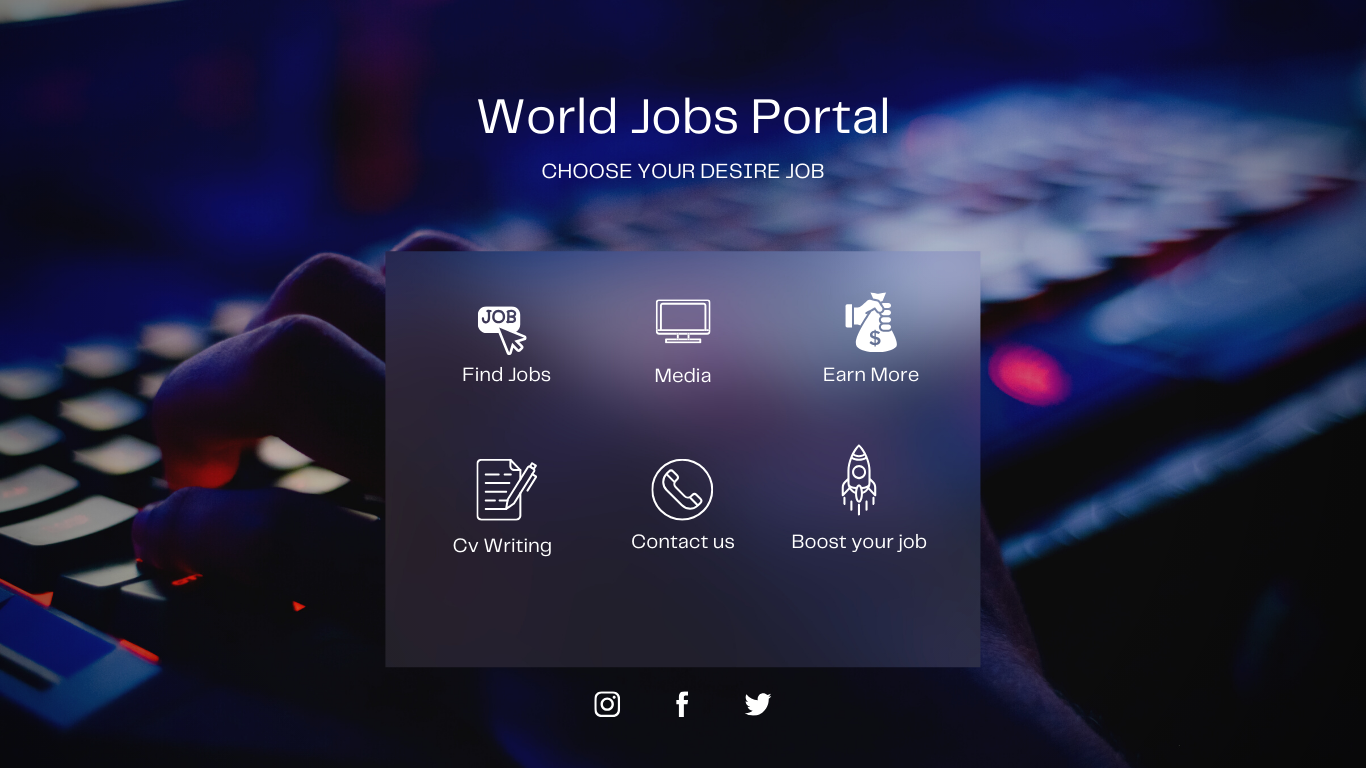 World Jobs Portal
CHOOSE YOUR DESIRE JOB
JOB
$
Find Jobs
Media
Earn More
Cv Writing
Contact us
Boost your job